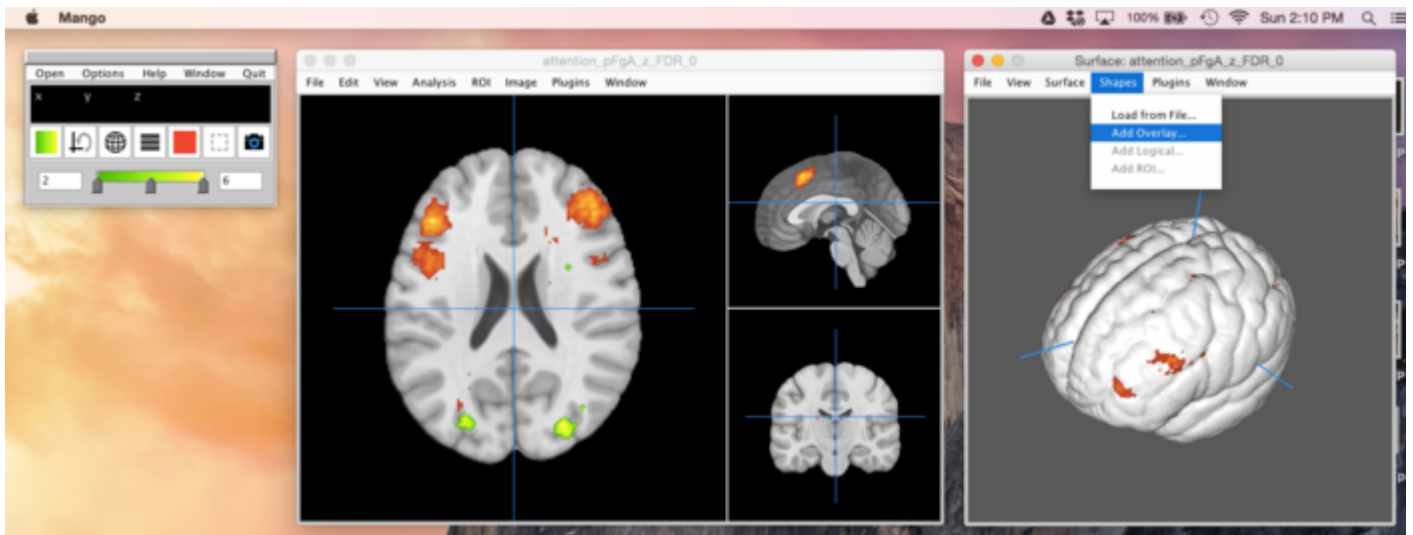 Mango
100% Sun 2:10 PM
Open Options Help Window Quit
x y z
2 6
attention_pFgA_z_FDR_0
File Edit View Analysis ROI Image Plugins Window
Surface: attention_pFgA_z_FDR_0
File View Surface Shapes Plugins Window
Load from File...
Add Overlay...
Add Logical...
Add ROI...
P
P
P
P